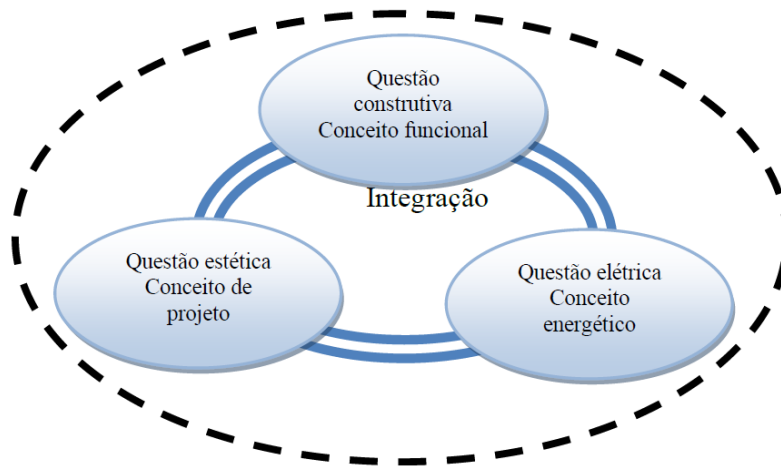 Questão
construtiva
Conceito funcional
Integração
Questão estética
Conceito de
projeto
Questão elétrica
Conceito
energético